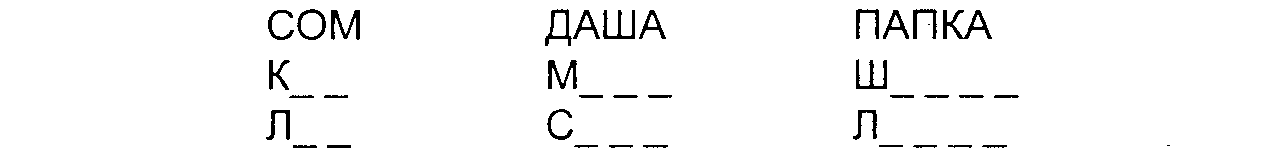 СОМ ДАША ПАПКА
К_ _ М_ _ _ Ш_ _ _ _
Л_ _ С_ _ _ Л_ _ _ _